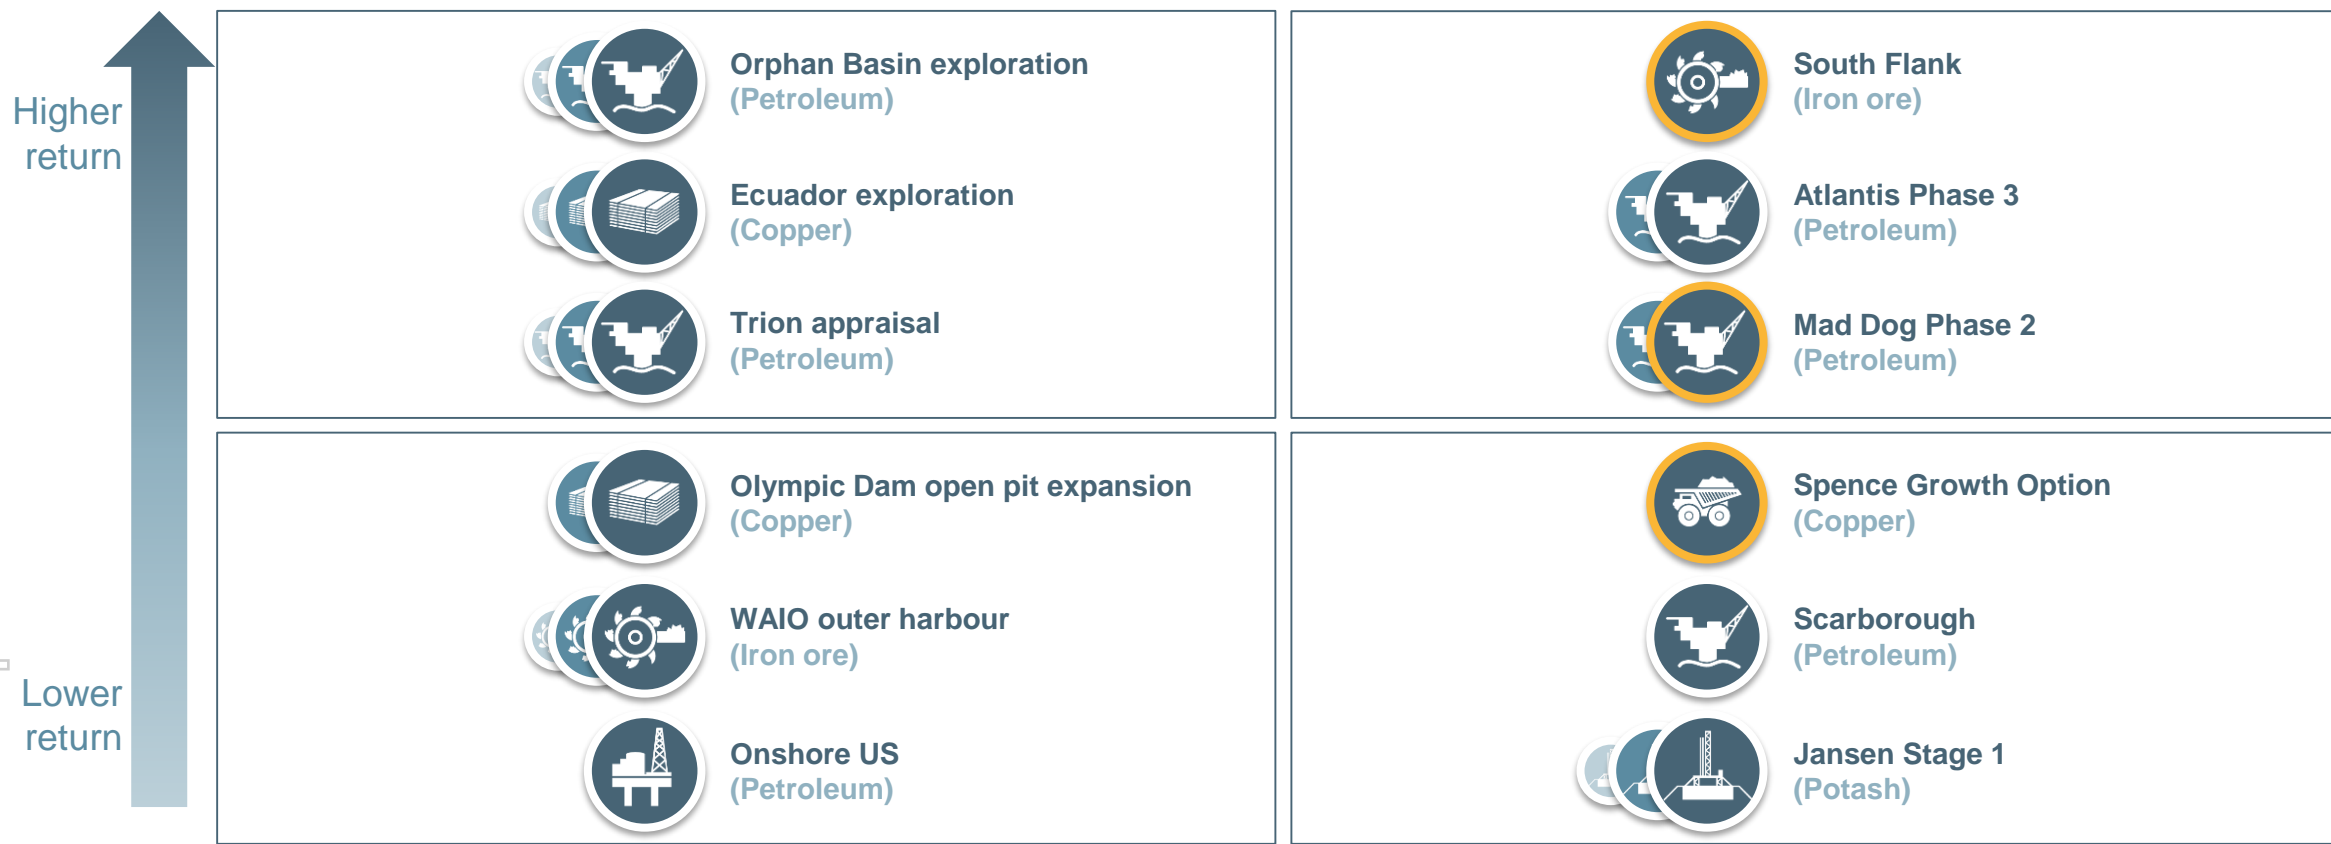 Higher
return
Lower
return
Orphan Basin exploration
(Petroleum)
Ecuador exploration
(Copper)
Trion appraisal
(Petroleum)
South Flank
(Iron ore)
Atlantis Phase 3
(Petroleum)
Mad Dog Phase 2
(Petroleum)
Olympic Dam open pit expansion
(Copper)
WAIO outer harbour
(Iron ore)
Onshore US
(Petroleum)
Spence Growth Option
(Copper)
Scarborough
(Petroleum)
Jansen Stage 1
(Potash)